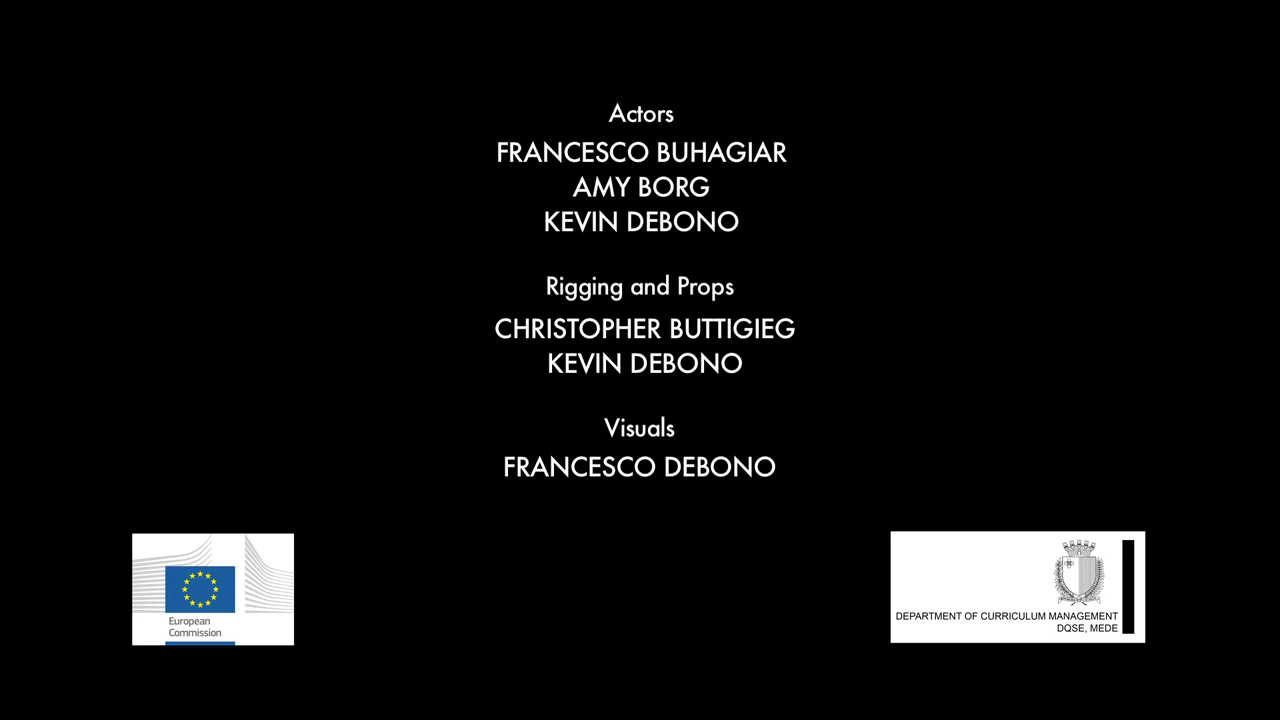 Actors
FRANCESCO BUHAGIAR
AMY BORG
KEVIN DEBONO
Rigging and Props
CHRISTOPHER BUTTIGIEG
KEVIN DEBONO
Visuals
FRANCESCO DEBONO
European
Commission
DEPARTMENT OF CURRICULUM MANAGEMENT
DQSE, MEDE